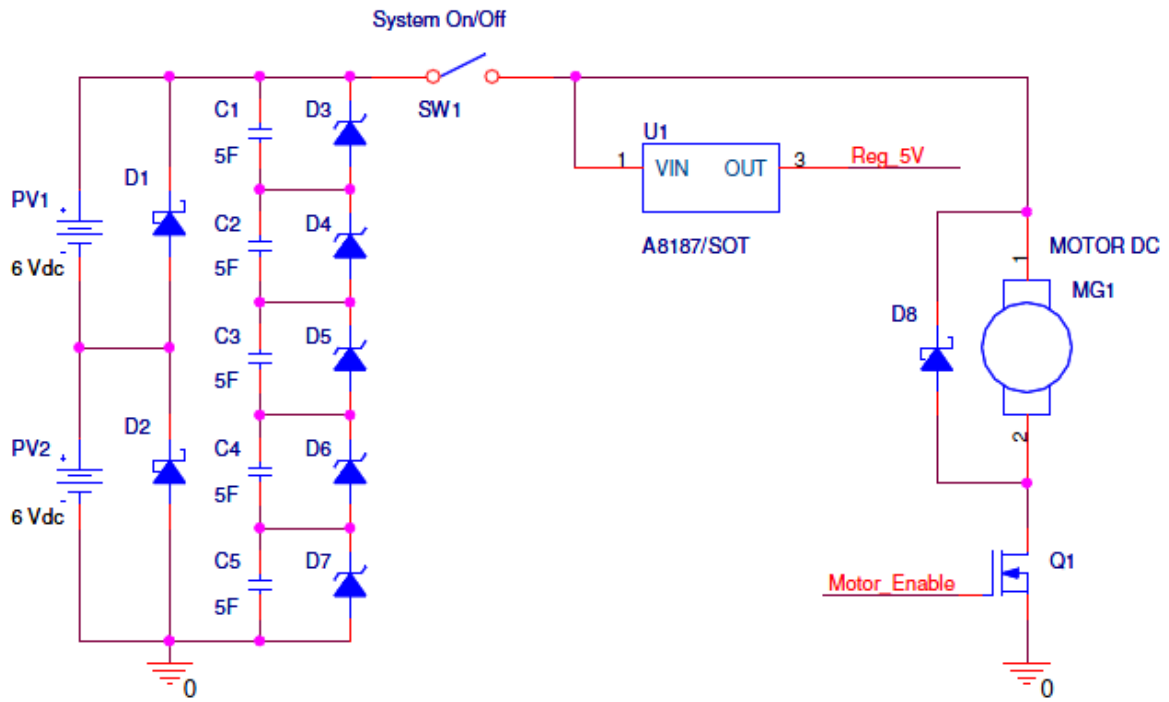 System On/Off
SW1
C1
5F
D3
U1
1
VIN
OUT
3
Reg_5V
A8187/SOT
D1
PV1
+
-
6 Vdc
C2
5F
D4
C3
5F
D5
1
MOTOR DC
MG1
D8
2
D2
PV2
+
-
6 Vdc
C4
5F
D6
C5
5F
D7
Motor_Enable
Q1
0
0